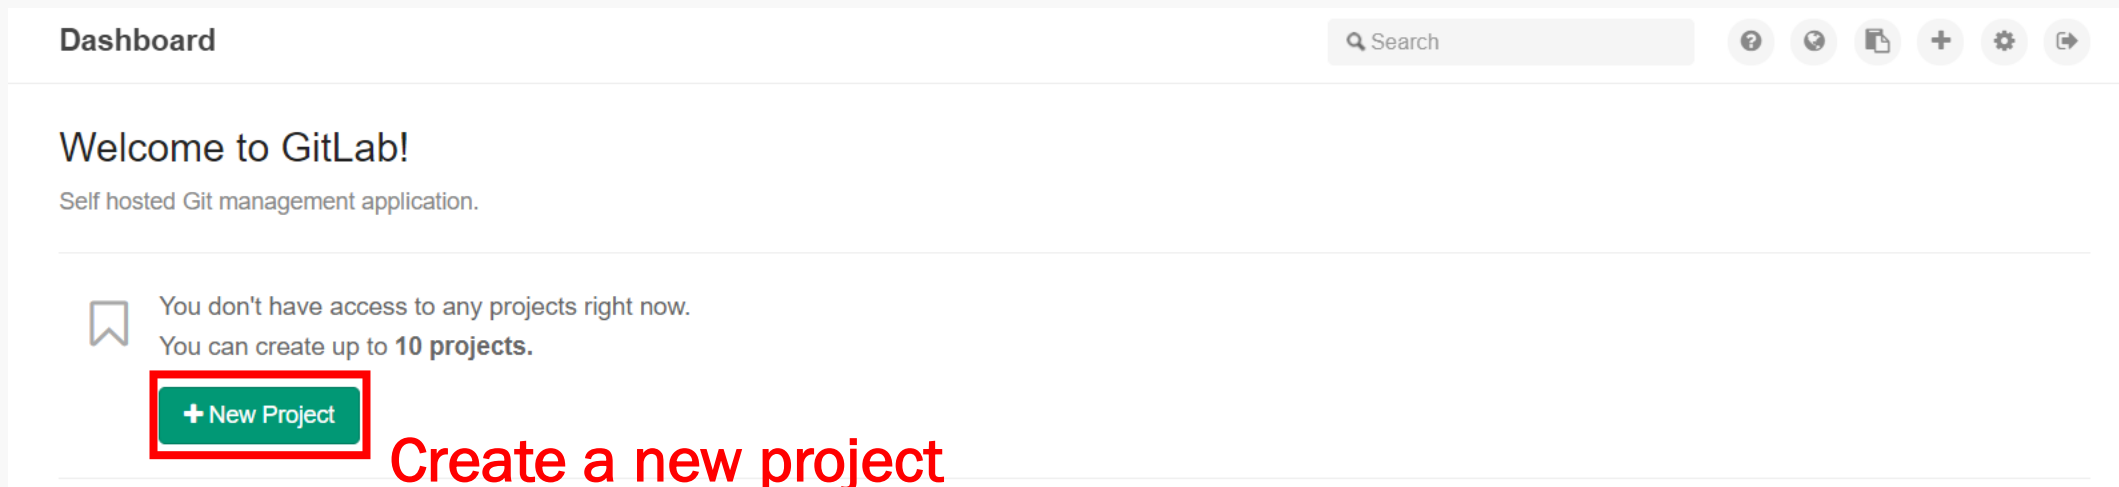 Dashboard
Search
Welcome to GitLab!
Self hosted Git management application.
You don't have access to any projects right now.
You can create up to 10 projects.
+ New Project
Create a new project